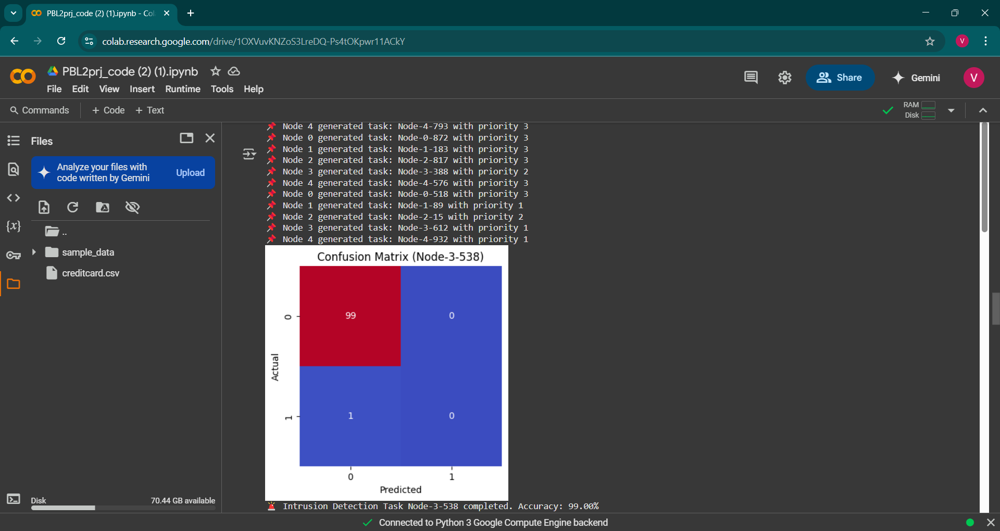 PBL2prj_code (2) (1).ipynb - Col
colab.research.google.com/drive/1OXVuvKNZoS3LreDQ-Ps4tOKpwr11ACkY
V
PBL2prj_code (2) (1).ipynb
File Edit View Insert Runtime Tools Help
Share
Gemini
V
Commands + Code + Text
RAM
Disk
Files
Analyze your files with
code written by Gemini
Upload
{x}
..
sample_data
creditcard.csv
Disk 70.44 GB available
Node 4 generated task: Node-4-793 with priority 3
Node 0 generated task: Node-0-872 with priority 3
Node 1 generated task: Node-1-183 with priority 3
Node 2 generated task: Node-2-817 with priority 3
Node 3 generated task: Node-3-388 with priority 2
Node 4 generated task: Node-4-576 with priority 3
Node 0 generated task: Node-0-518 with priority 3
Node 1 generated task: Node-1-89 with priority 1
Node 2 generated task: Node-2-15 with priority 2
Node 3 generated task: Node-3-612 with priority 1
Node 4 generated task: Node-4-932 with priority 1
Confusion Matrix (Node-3-538)
0 99 0
Actual
1 1 0
0 1
Predicted
Intrusion Detection Task Node-3-538 completed. Accuracy: 99.00%
Connected to Python 3 Google Compute Engine backend